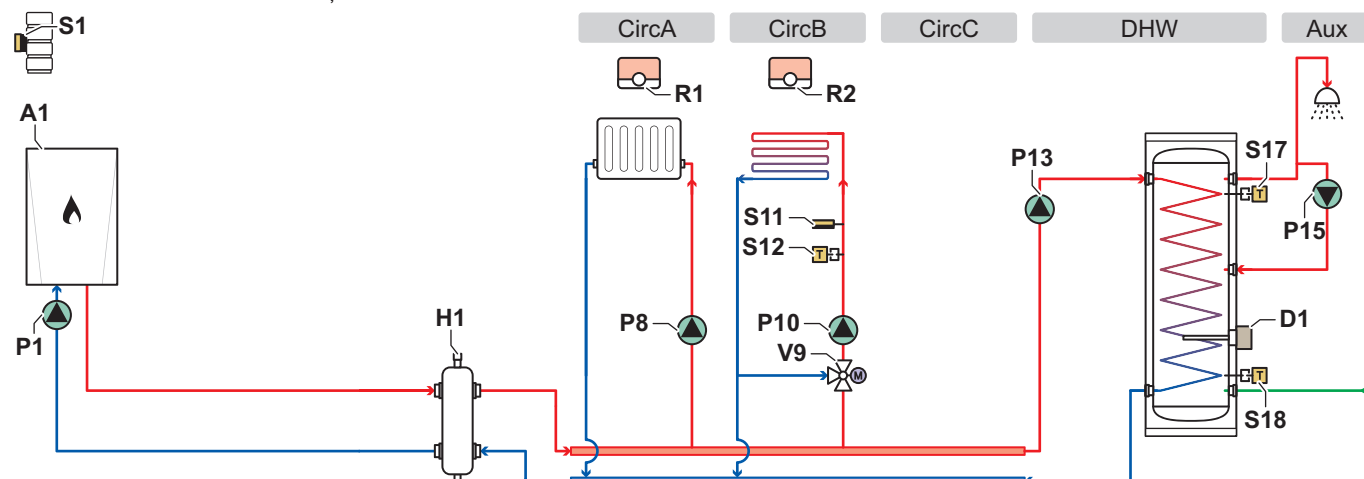 S1
CircA
CircB
CircC
DHW
Aux
R1
R2
A1
P13
S17
T
S11
S12
T
P15
P1
H1
P8
P10
V9
M
D1
T
S18